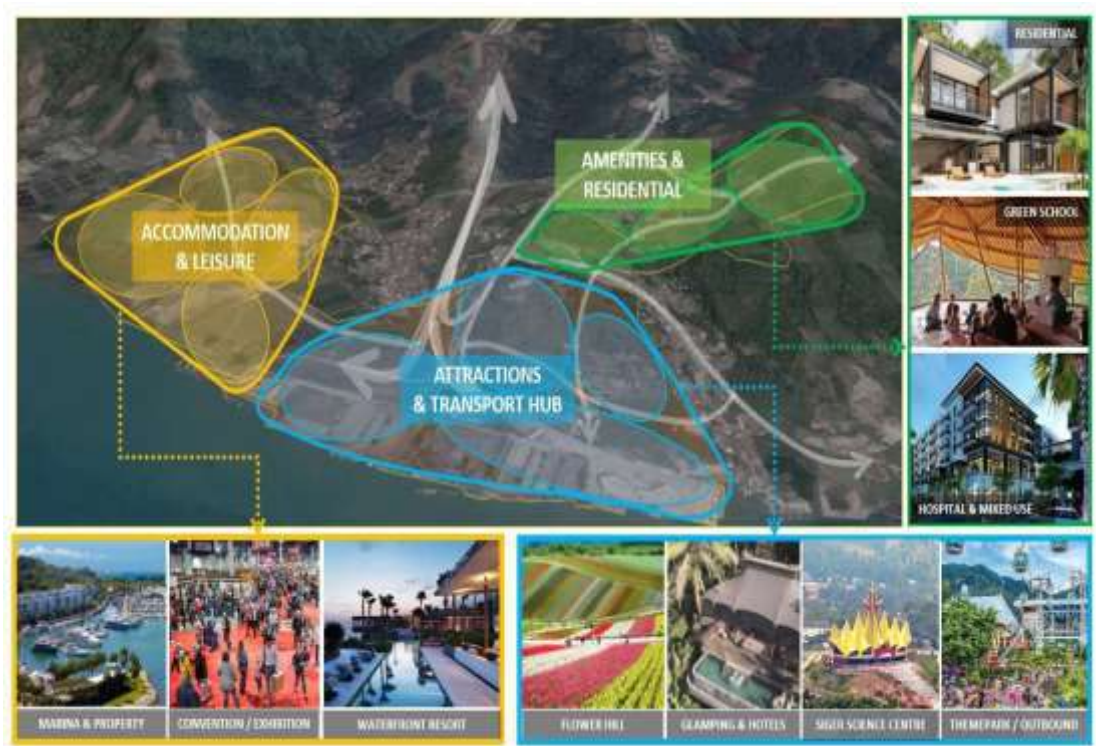 RESIDENTIAL
AMENITIES &
RESIDENTIAL
ACCOMMODATION
& LEISURE
GREEN SCHOOL
ATTRACTIONS
& TRANSPORT HUB
HOSPITAL & MIXED USE
MARINA & PROPERTY
CONVENTION / EXHIBITION
WATERFRONT RESORT
FLOWER HILL
GLAMPING & HOTELS
SIGER SCIENCE CENTRE
THEMEPARK / OUTBOUND